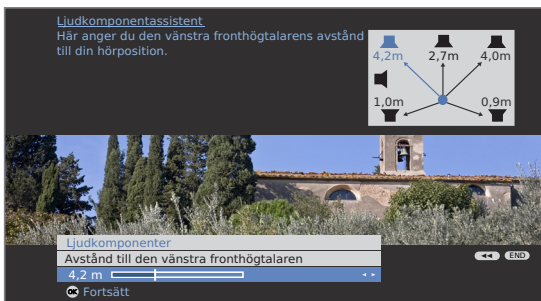 Ljudkomponentassistent
Här anger du den vänstra fronthögtalarens avstånd
till din hörposition.
4,2m 2,7m 4,0m
1,0m 0,9m
Ljudkomponenter
Avstånd till den vänstra fronthögtalaren
4,2 m
END
OK Fortsätt